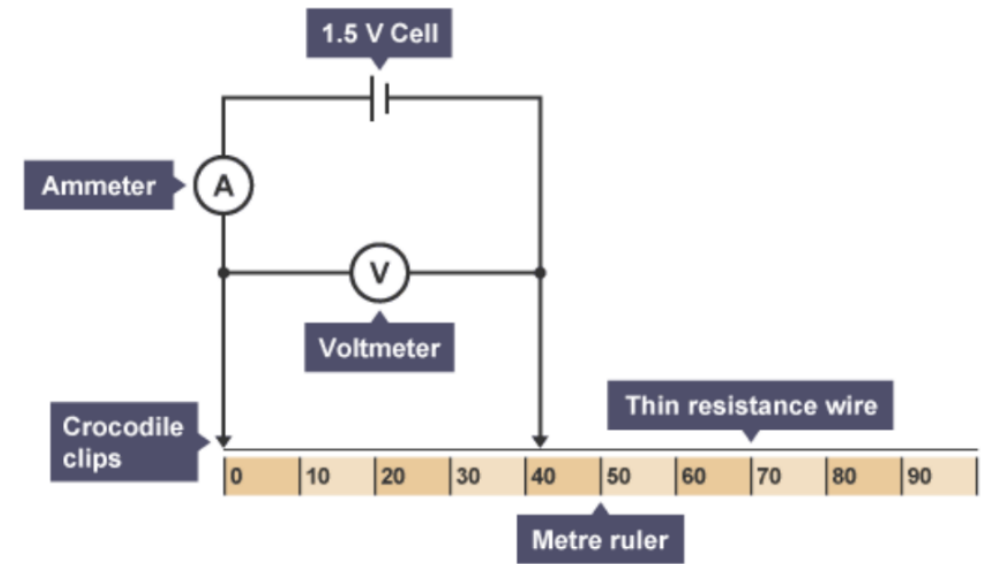 1.5 V Cell
Ammeter
A
V
Voltmeter
Thin resistance wire
Crocodile
clips
0 10 20 30 40 50 60 70 80 90
Metre ruler